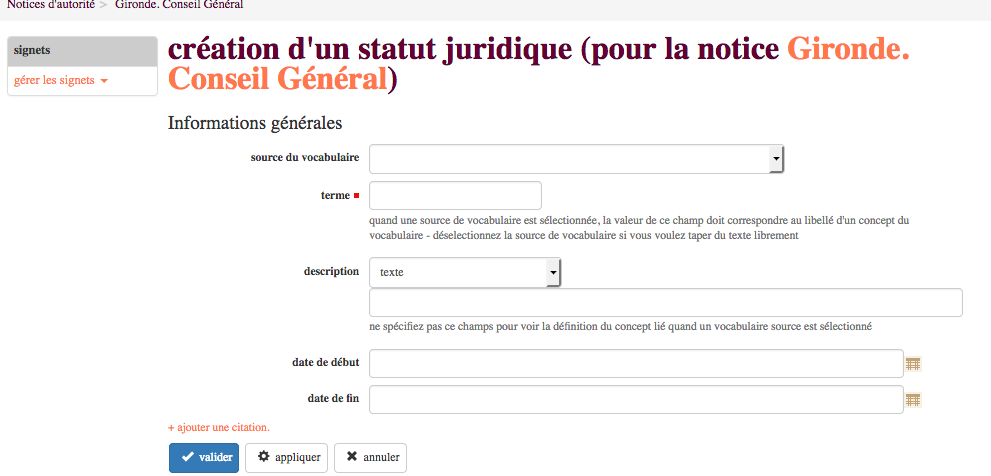 Notices d'autorité > Gironde. Conseil Général
signets
gérer les signets
création d'un statut juridique (pour la notice Gironde.
Conseil Général)
Informations générales
source du vocabulaire
terme
quand une source de vocabulaire est sélectionnée, la valeur de ce champ doit correspondre au libellé d'un concept du
vocabulaire - déselectionnez la source de vocabulaire si vous voulez taper du texte librement
description
texte
ne spécifiez pas ce champs pour voir la définition du concept lié quand un vocabulaire source est sélectionné
date de début
date de fin
+ ajouter une citation.
valider appliquer annuler